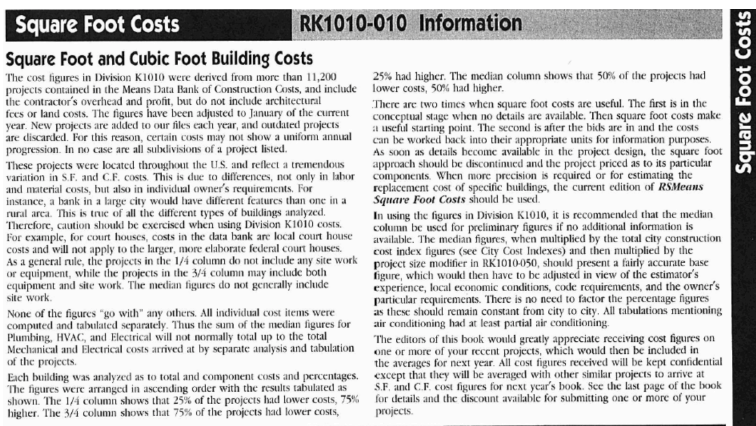 Square Foot Costs
RK1010-010 Information
Square Foot and Cubic Foot Building Costs
The cost figures in Division K1010 were derived from more than 11,200
projects contained in the Means Data Bank of Construction Costs, and include
the contractor's overhead and profit, but do not include architectural
fees or land costs. The figures have been adjusted to January of the current
year. New projects are added to our files each year, and outdated projects
are discarded. For this reason, certain costs may not show a uniform annual
progression. In no case are all subdivisions of a project listed.
These projects were located throughout the U.S. and reflect a tremendous
variation in S.F. and C.F. costs. This is due to differences, not only in labor
and material costs, but also in individual owner's requirements. For
instance, a bank in a large city would have different features than one in a
rural area. This is true of all the different types of buildings analyzed.
Therefore, caution should be exercised when using Division K1010 costs.
For example, for court houses, costs in the data bank are local court house
costs and will not apply to the larger, more elaborate federal court houses.
As a general rule, the projects in the 1/4 column do not include any site work
or equipment, while the projects in the 3/4 column may include both
equipment and site work. The median figures do not generally include
site work.
None of the figures "go with" any others. All individual cost items were
computed and tabulated separately. Thus the sum of the median figures for
Plumbing, HVAC, and Electrical will not normally total up to the total
Mechanical and Electrical costs arrived at by separate analysis and tabulation
of the projects.
Each building was analyzed as to total and component costs and percentages.
The figures were arranged in ascending order with the results tabulated as
shown. The 1/4 column shows that 25% of the projects had lower costs, 75%
higher. The 3/4 column shows that 75% of the projects had lower costs,
25% had higher. The median column shows that 50% of the projects had
lower costs, 50% had higher.
There are two times when square foot costs are useful. The first is in the
conceptual stage when no details are available. Then square foot costs make
a useful starting point. The second is after the bids are in and the costs
can be worked back into their appropriate units for information purposes.
As soon as details become available in the project design, the square foot
approach should be discontinued and the project priced as to its particular
components. When more precision is required or for estimating the
replacement cost of specific buildings, the current edition of RSMeans
Square Foot Costs should be used.
In using the figures in Division K1010, it is recommended that the median
column be used for preliminary figures if no additional information is
available. The median figures, when multiplied by the total city construction
cost index figures (see City Cost Indexes) and then multiplied by the
project size modifier in RK1010-050, should present a fairly accurate base
figure, which would then have to be adjusted in view of the estimator's
experience, local economic conditions, code requirements, and the owner's
particular requirements. There is no need to factor the percentage figures
as these should remain constant from city to city. All tabulations mentioning
air conditioning had at least partial air conditioning.
The editors of this book would greatly appreciate receiving cost figures on
one or more of your recent projects, which would then be included in
the averages for next year. All cost figures received will be kept confidential
except that they will be averaged with other similar projects to arrive at
S.F. and C.F. cost figures for next year's book. See the last page of the book
for details and the discount available for submitting one or more of your
projects.
Square Foot Costs